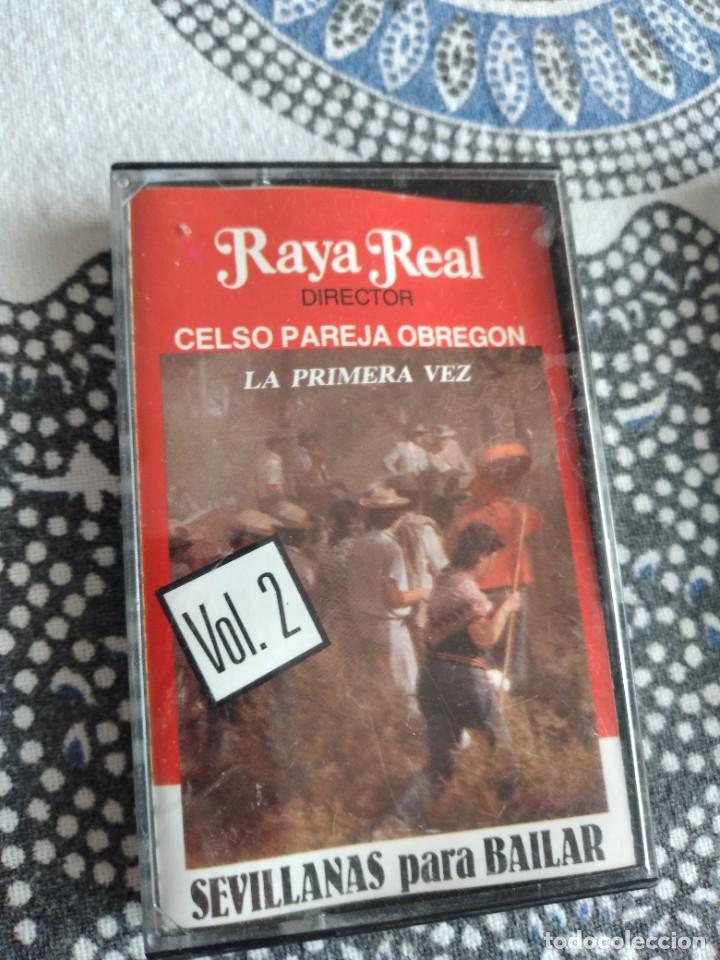 Raya Real
DIRECTOR
CELSO PAREJA OBREGON
LA PRIMERA VEZ
Vol. 2
SEVILLANAS para BAILAR
todocoleccion